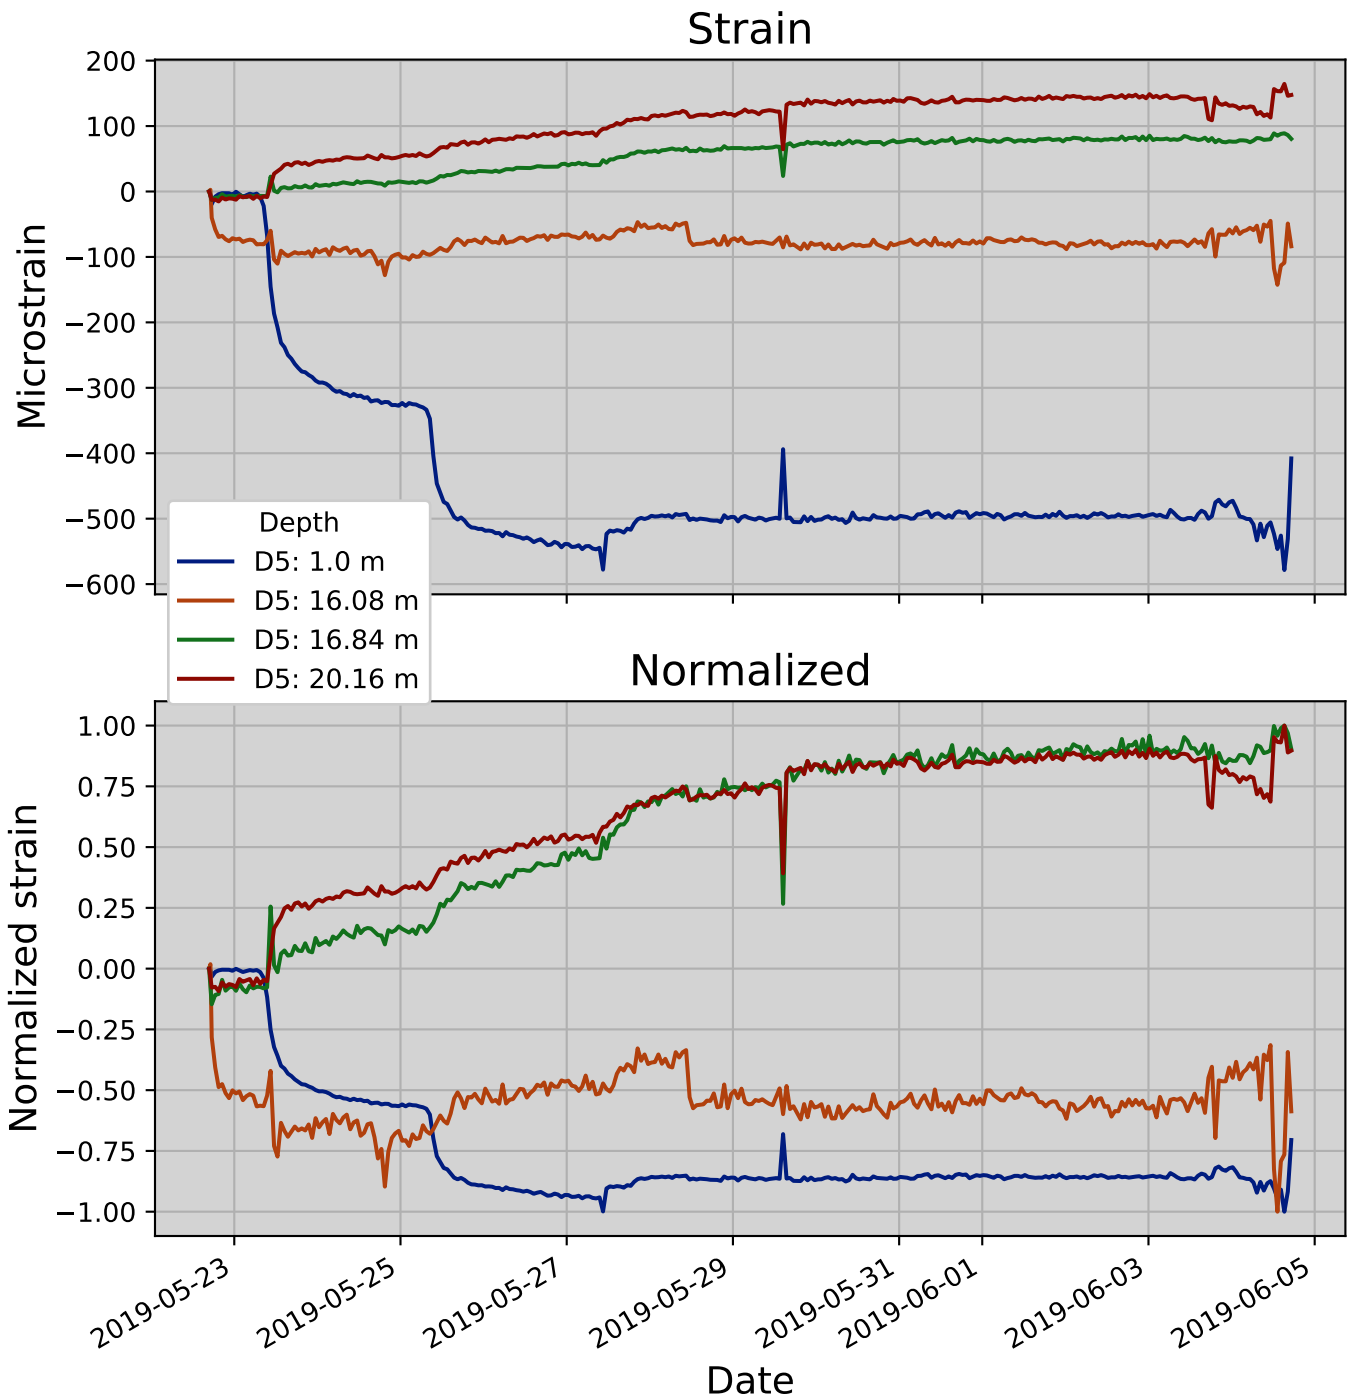 Strain
200
100
0
−100
−200
−300
−400
−500
−600
Microstrain
Depth
D5: 1.0 m
D5: 16.08 m
D5: 16.84 m
D5: 20.16 m
Normalized
1.00
0.75
0.50
0.25
0.00
−0.25
−0.50
−0.75
−1.00
Normalized strain
2019-05-23
2019-05-25
2019-05-27
2019-05-29
2019-05-31
2019-06-01
2019-06-03
2019-06-05
Date